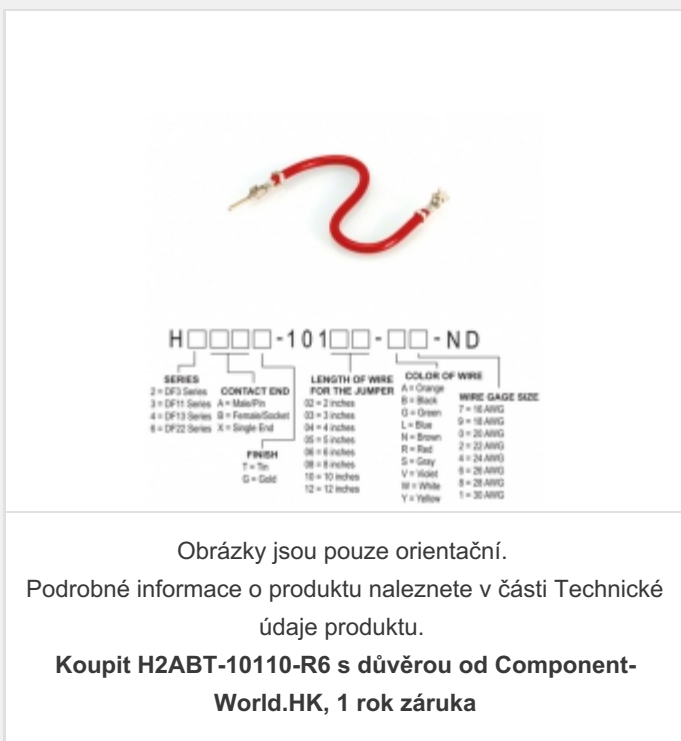 H□□□□-101□□-□□-ND
SERIES
2 = DF3 Series
3 = DF11 Series
4 = DF13 Series
6 = DF22 Series
CONTACT END
A = Male/Pin
B = Female/Socket
X = Single End
FINISH
T = Tin
G = Gold
LENGTH OF WIRE
FOR THE JUMPER
02 = 2 inches
03 = 3 inches
04 = 4 inches
05 = 5 inches
06 = 6 inches
08 = 8 inches
10 = 10 inches
12 = 12 inches
COLOR OF WIRE
A = Orange
B = Black
G = Green
L = Blue
N = Brown
R = Red
S = Gray
V = Violet
W = White
Y = Yellow
WIRE GAGE SIZE
7 = 16 AWG
9 = 18 AWG
0 = 20 AWG
2 = 22 AWG
4 = 24 AWG
6 = 26 AWG
8 = 28 AWG
1 = 30 AWG
Obrázky jsou pouze orientační.
Podrobné informace o produktu naleznete v části Technické
údaje produktu.
Koupit H2ABT-10110-R6 s důvěrou od Component-
World.HK, 1 rok záruka